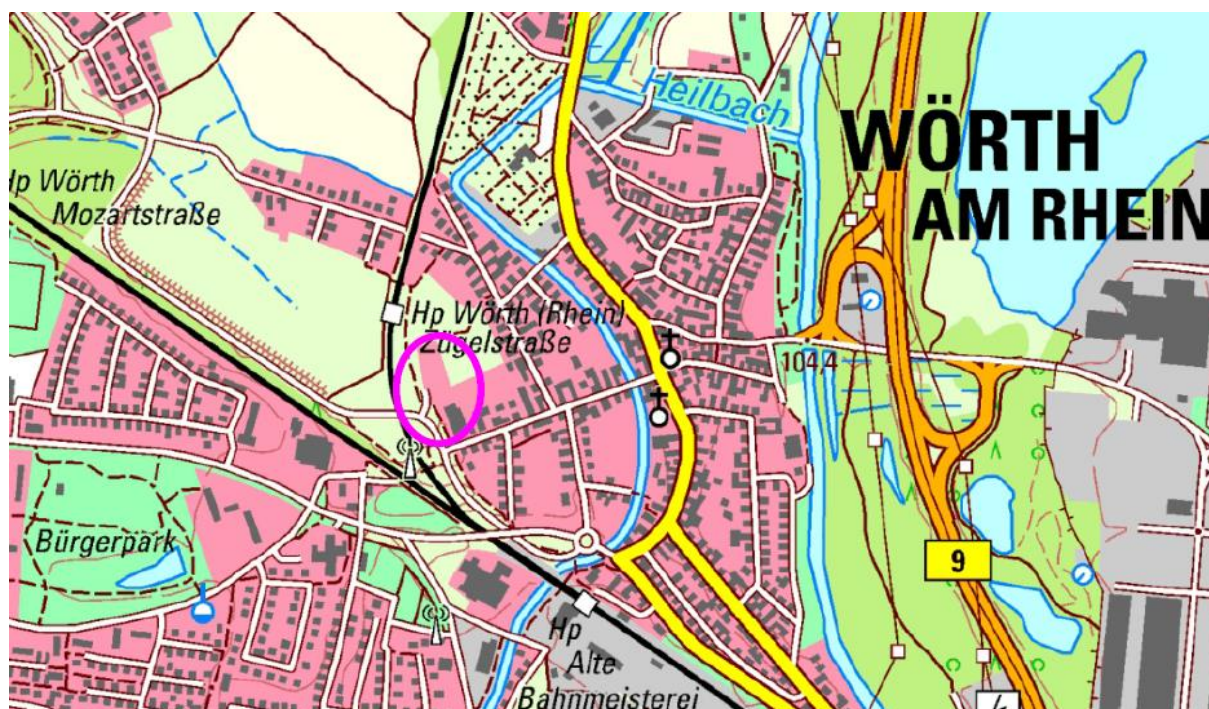 Heilbach
WÖRTH
AM RHEIN
Hp Wörth
Mozartstraße
Hp Wörth (Rhein)
Zügelstraße
104,4
Bürgerpark
9
Hp
Alte
Bahnmeisterei